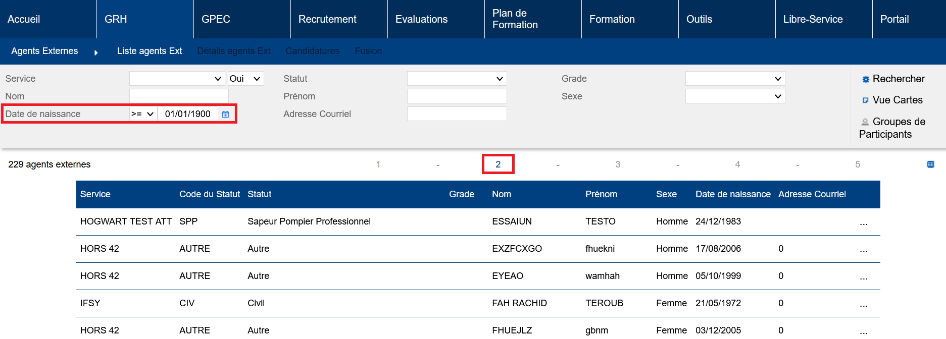 Accueil GRH GPEC Recrutement Evaluations Plan de Formation Formation Outils Libre-Service Portail
Agents Externes Liste agents Ext Détails agents Ext Candidatures Fusion
Service Oui Statut Grade Rechercher
Nom Prénom Sexe Vue Cartes
Date de naissance >= 01/01/1900 Adresse Courriel Groupes de Participants
229 agents externes 1 - 2 - 3 - 4 - 5
Service Code du Statut Statut Grade Nom Prénom Sexe Date de naissance Adresse Courriel
HOGWART TEST ATT SPP Sapeur Pompier Professionnel ESSAIUN TESTO Homme 24/12/1983 ...
HORS 42 AUTRE Autre EXZFCXGO fhuekni Homme 17/08/2006 0 ...
HORS 42 AUTRE Autre EYEAO wamhah Homme 05/10/1999 0 ...
IFSY CIV Civil FAH RACHID TEROUB Femme 21/05/1972 ...
HORS 42 AUTRE Autre FHUEJLZ gbnm Femme 03/12/2005 0 ...